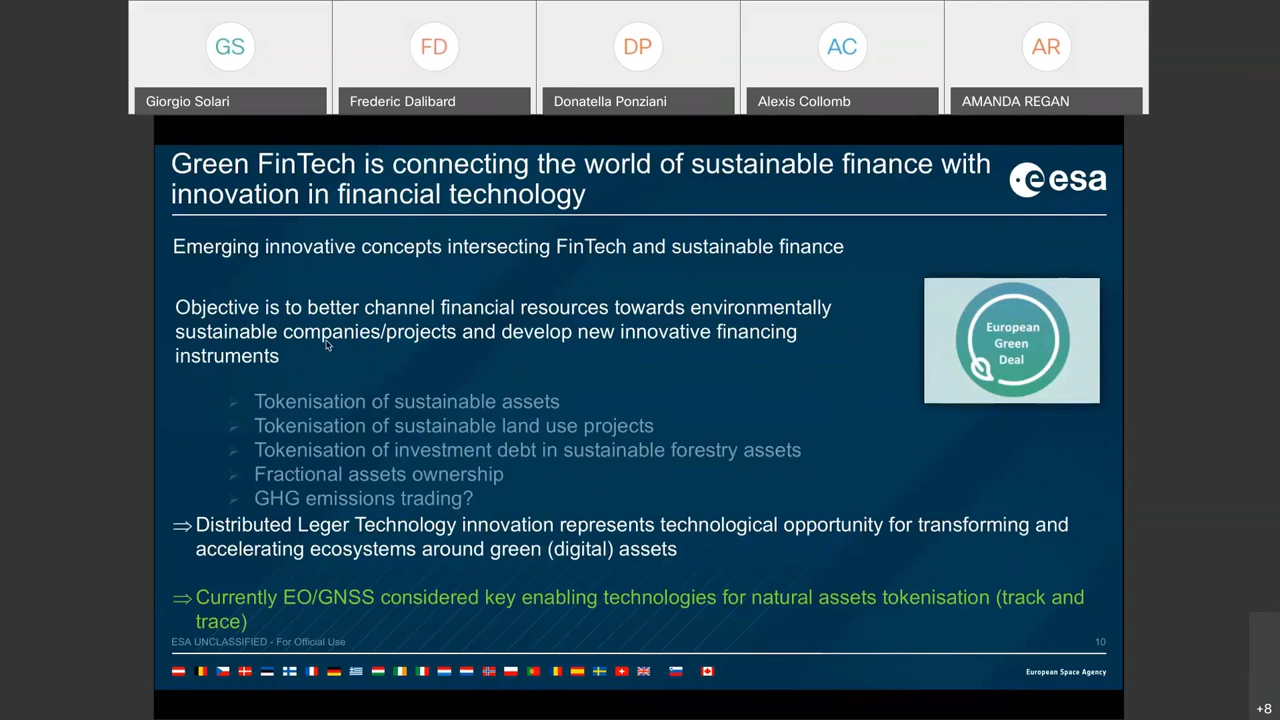 GS
FD
DP
AC
AR
Giorgio Solari
Frederic Dalibard
Donatella Ponziani
Alexis Collomb
AMANDA REGAN
Green FinTech is connecting the world of sustainable finance with
innovation in financial technology
esa
Emerging innovative concepts intersecting FinTech and sustainable finance
Objective is to better channel financial resources towards environmentally
sustainable companies/projects and develop new innovative financing
instruments
European
Green
Deal
Tokenisation of sustainable assets
Tokenisation of sustainable land use projects
Tokenisation of investment debt in sustainable forestry assets
Fractional assets ownership
GHG emissions trading?
⇒ Distributed Leger Technology innovation represents technological opportunity for transforming and
accelerating ecosystems around green (digital) assets
⇒ Currently EO/GNSS considered key enabling technologies for natural assets tokenisation (track and
trace)
ESA UNCLASSIFIED - For Official Use
10
European Space Agency
+8